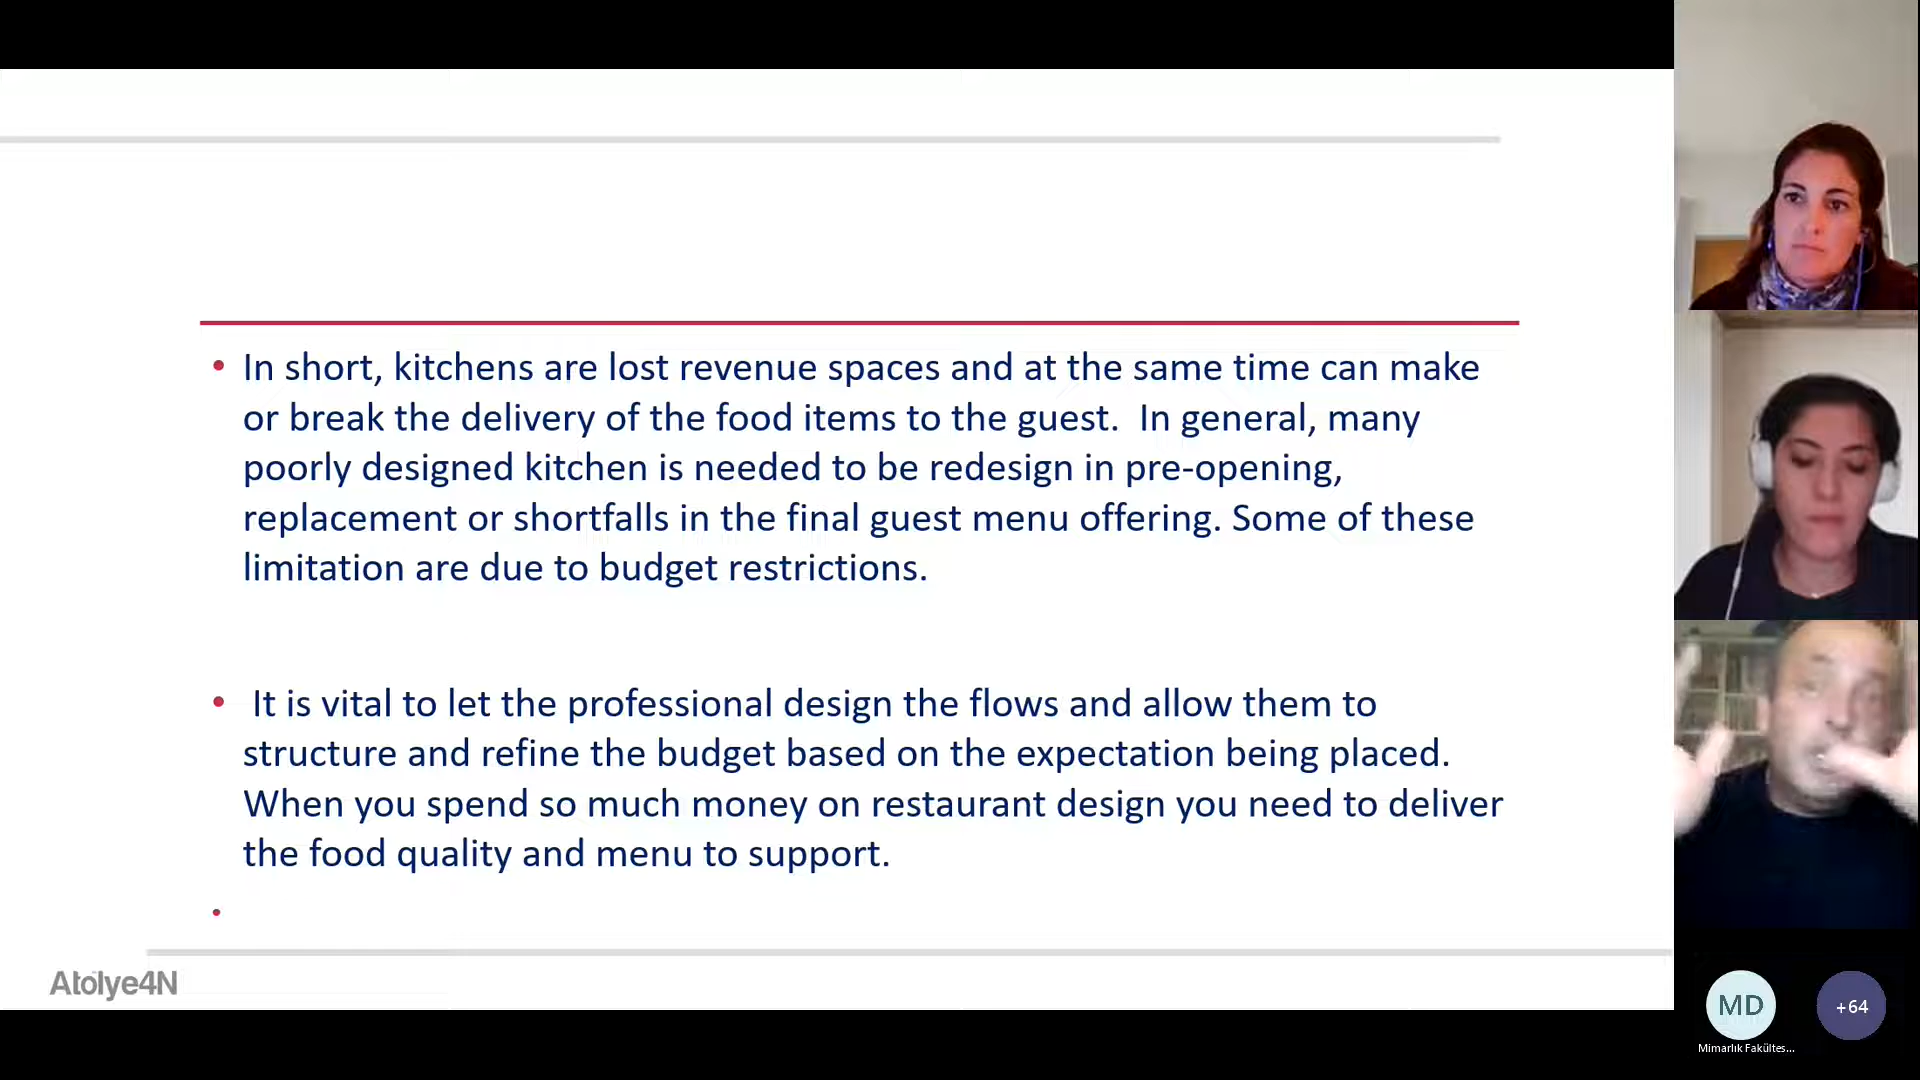 • In short, kitchens are lost revenue spaces and at the same time can make
or break the delivery of the food items to the guest.  In general, many
poorly designed kitchen is needed to be redesign in pre-opening,
replacement or shortfalls in the final guest menu offering. Some of these
limitation are due to budget restrictions.
• It is vital to let the professional design the flows and allow them to
structure and refine the budget based on the expectation being placed.
When you spend so much money on restaurant design you need to deliver
the food quality and menu to support.
•
Atölye4N
MD
+64
Mimarlık Fakültes...